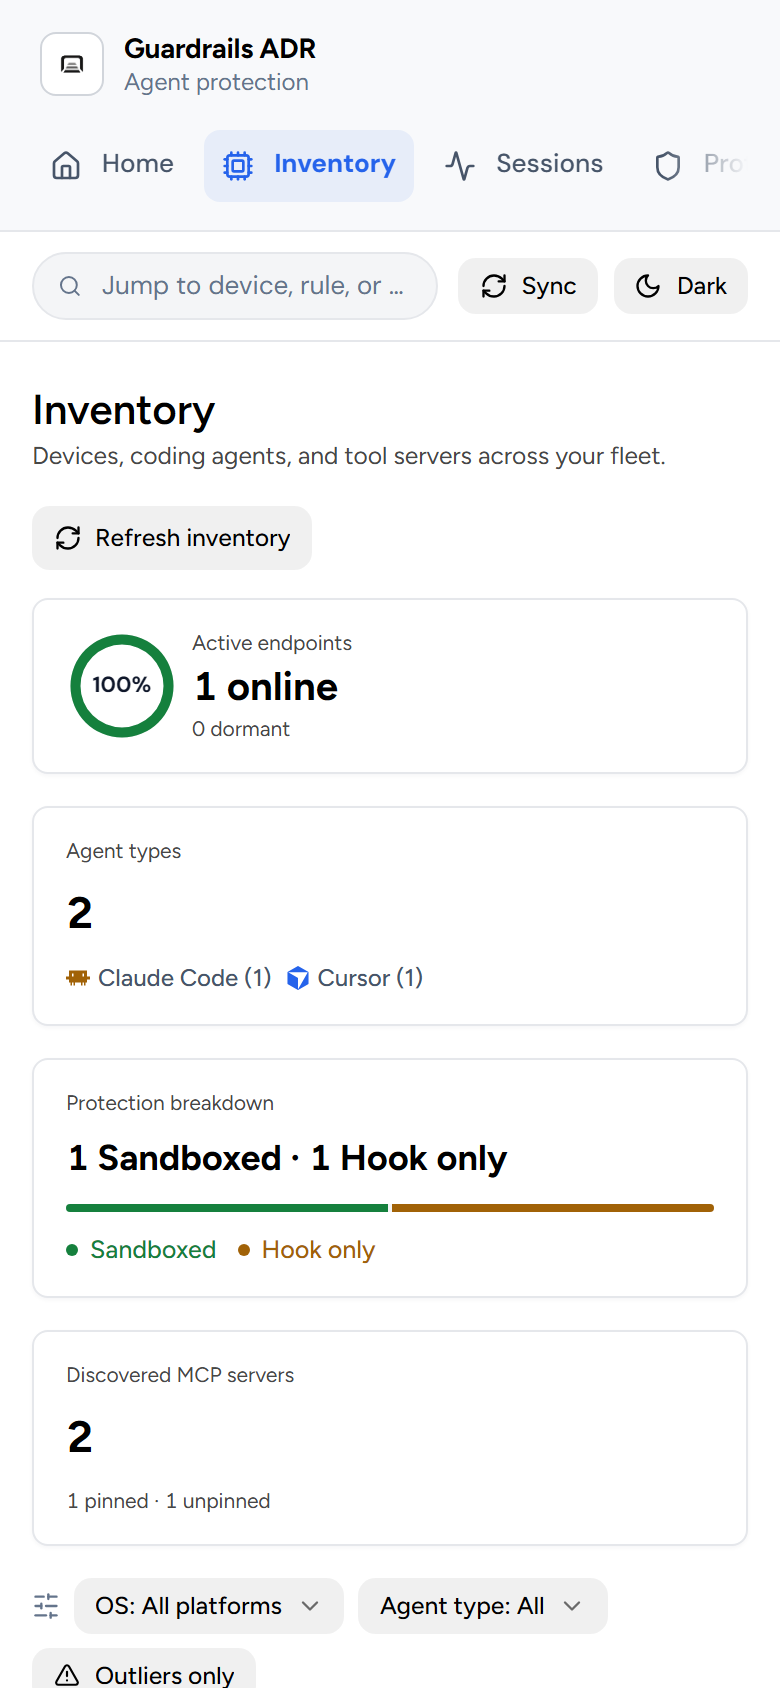 Guardrails ADR
Agent protection
Home
Inventory
Sessions
Pro
Jump to device, rule, or ...
Sync
Dark
Inventory
Devices, coding agents, and tool servers across your fleet.
Refresh inventory
100%
Active endpoints
1 online
0 dormant
Agent types
2
Claude Code (1) Cursor (1)
Protection breakdown
1 Sandboxed · 1 Hook only
Sandboxed Hook only
Discovered MCP servers
2
1 pinned · 1 unpinned
OS: All platforms
Agent type: All
Outliers only